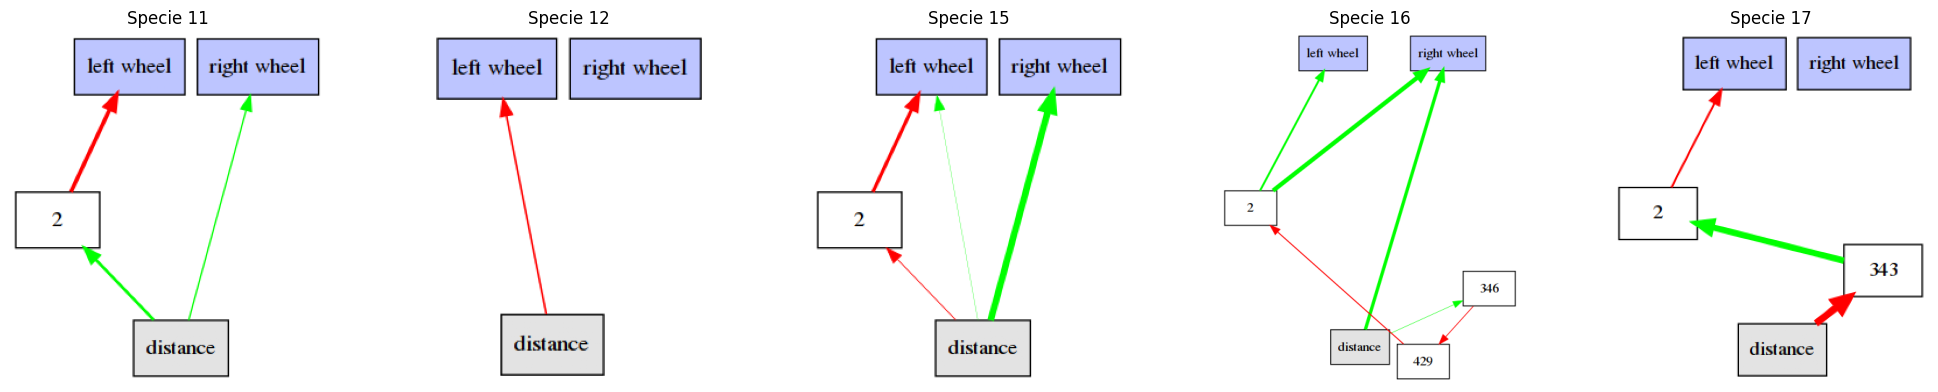 Specie 11
left wheel
right wheel
2
distance
Specie 12
left wheel
right wheel
distance
Specie 15
left wheel
right wheel
2
distance
Specie 16
left wheel
right wheel
2
346
distance
429
Specie 17
left wheel
right wheel
2
343
distance